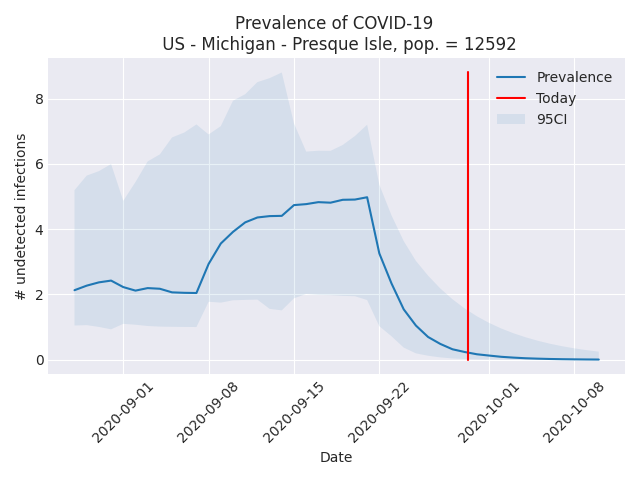 Prevalence of COVID-19
US - Michigan - Presque Isle, pop. = 12592
Prevalence
Today
95CI
# undetected infections
8
6
4
2
0
2020-09-01
2020-09-08
2020-09-15
2020-09-22
2020-10-01
2020-10-08
Date